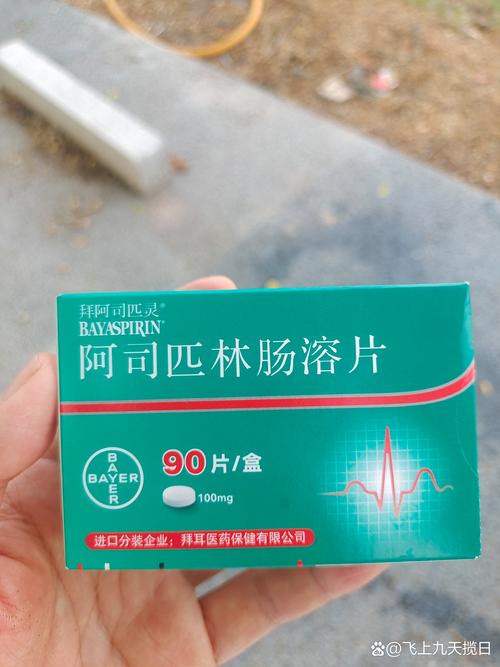 拜阿司匹灵®
BAYASPIRIN®
阿司匹林肠溶片
90片/盒
100mg
BAYER
BAYER
进口分装企业：拜耳医药保健有限公司
@飞上九天揽日